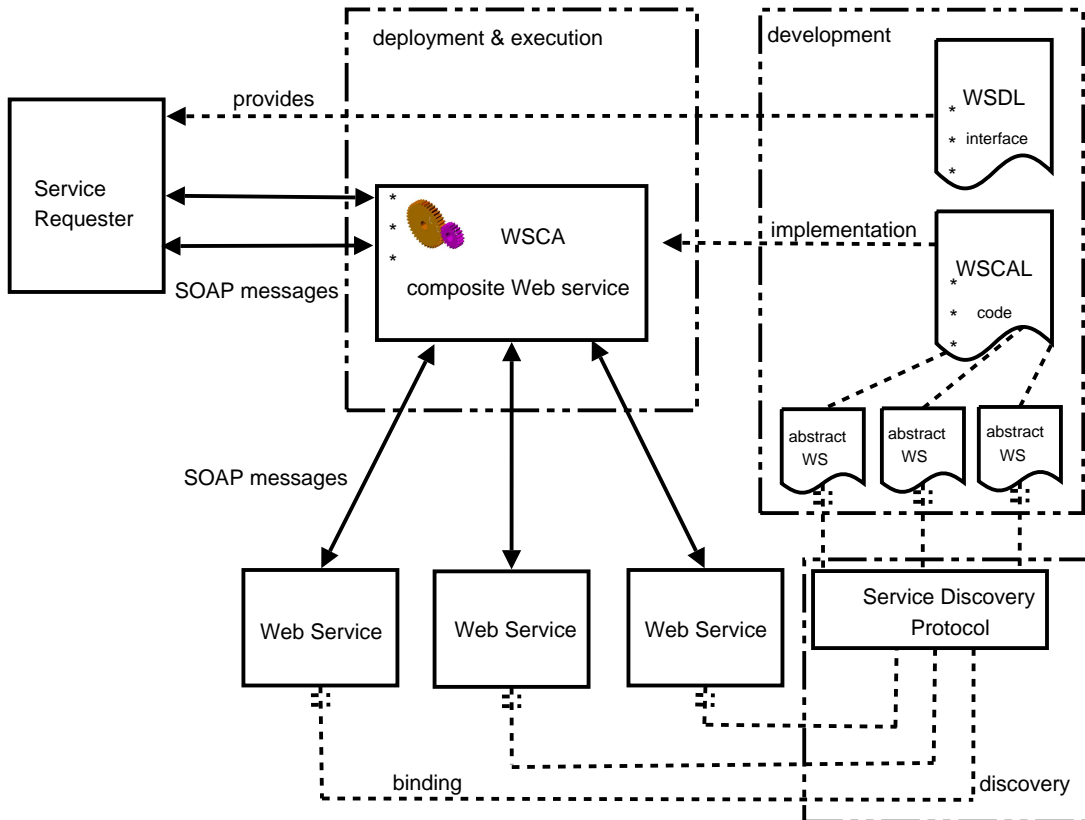 deployment & execution
development
provides
WSDL
*
* interface
*
Service
Requester
*
*
*
WSCA
composite Web service
SOAP messages
implementation
WSCAL
*
* code
*
abstract
WS
abstract
WS
abstract
WS
SOAP messages
Web Service
Web Service
Web Service
Service Discovery
Protocol
binding
discovery